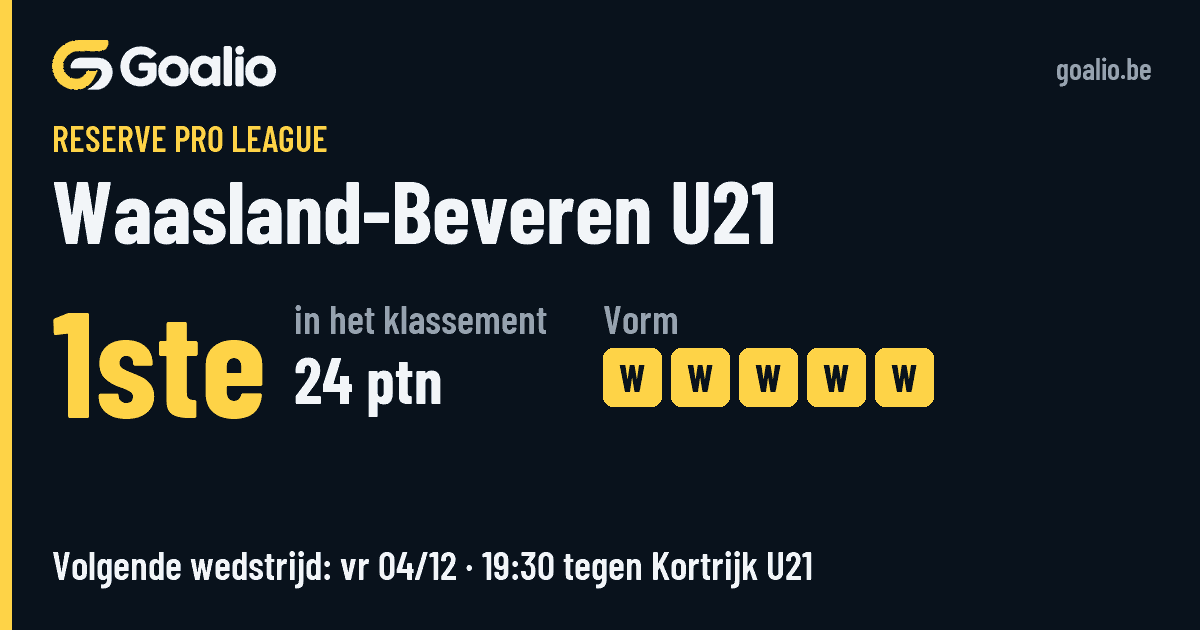 Goalio
goalio.be
RESERVE PRO LEAGUE
Waasland-Beveren U21
1ste
in het klassement
24 ptn
Vorm
W W W W W
Volgende wedstrijd: vr 04/12 · 19:30 tegen Kortrijk U21